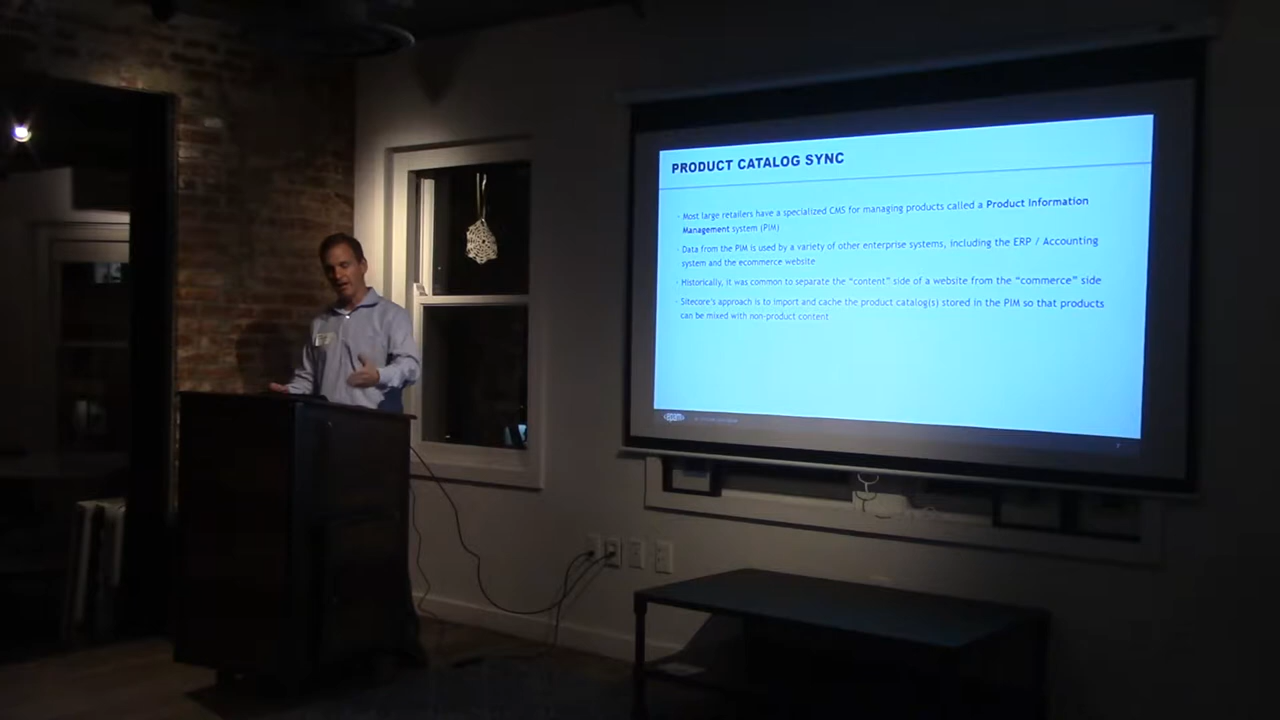 PRODUCT CATALOG SYNC
Most large retailers have a specialized CMS for managing products called a Product Information
Management system (PIM)
Data from the PIM is used by a variety of other enterprise systems, including the ERP / Accounting
system and the ecommerce website
Historically, it was common to separate the “content” side of a website from the “commerce” side
Sitecore's approach is to import and cache the product catalog(s) stored in the PIM so that products
can be mixed with non-product content